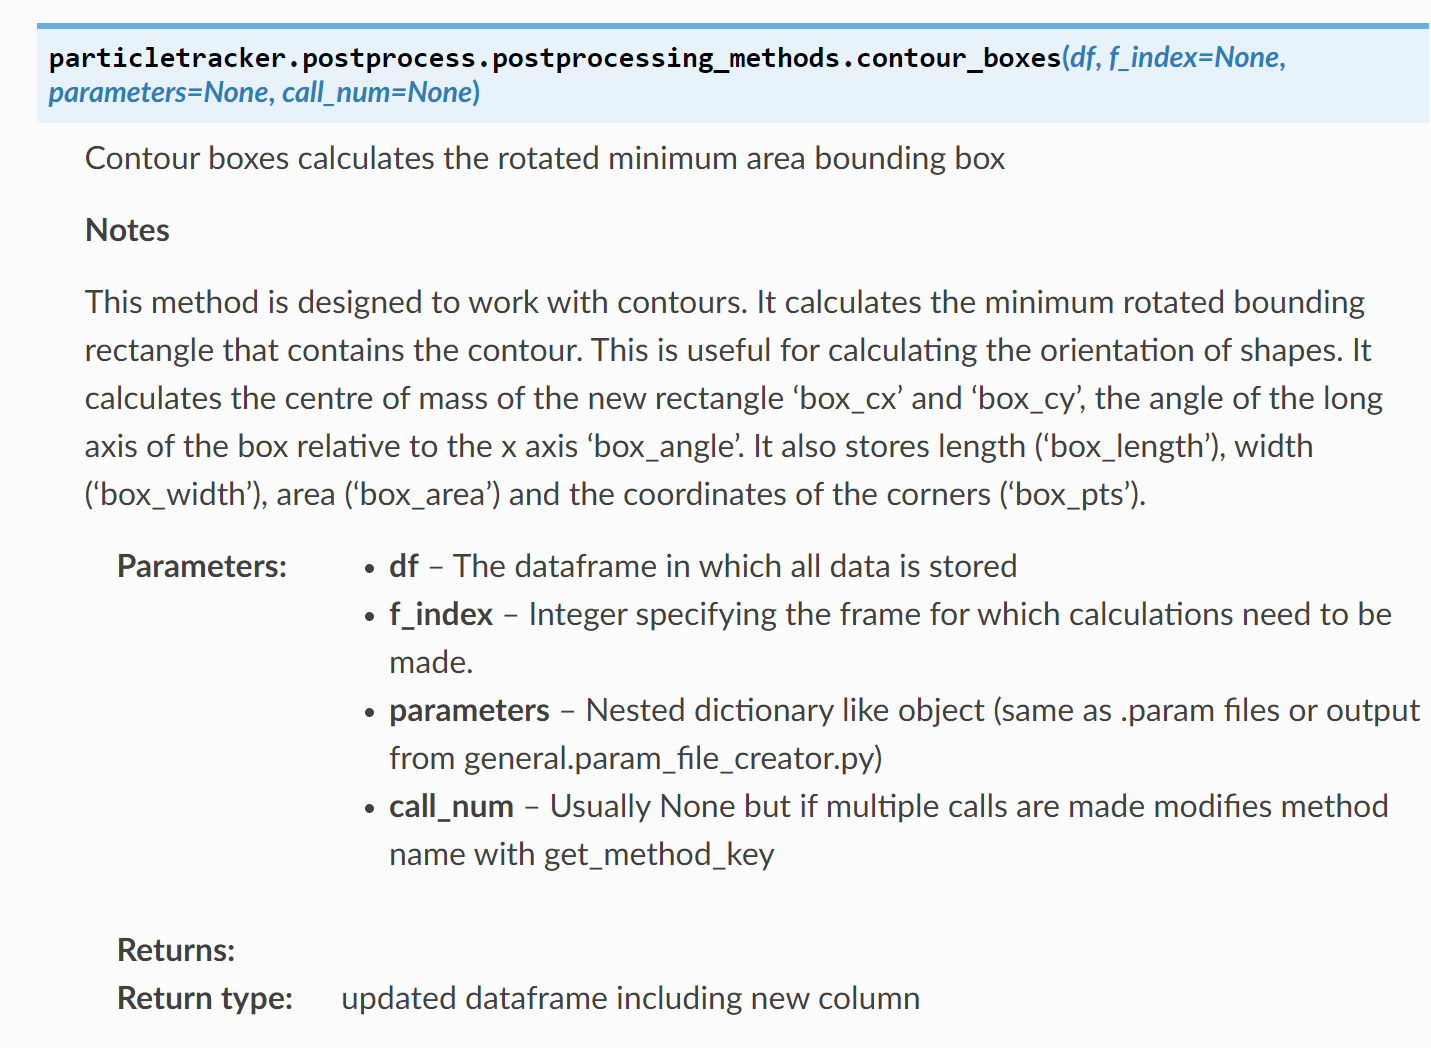 particletracker.postprocess.postprocessing_methods.contour_boxes(df, f_index=None,
parameters=None, call_num=None)
Contour boxes calculates the rotated minimum area bounding box
Notes
This method is designed to work with contours. It calculates the minimum rotated bounding
rectangle that contains the contour. This is useful for calculating the orientation of shapes. It
calculates the centre of mass of the new rectangle ‘box_cx’ and ‘box_cy’, the angle of the long
axis of the box relative to the x axis ‘box_angle’. It also stores length (‘box_length’), width
(‘box_width’), area (‘box_area’) and the coordinates of the corners (‘box_pts’).
Parameters:
• df – The dataframe in which all data is stored
• f_index – Integer specifying the frame for which calculations need to be
made.
• parameters – Nested dictionary like object (same as .param files or output
from general.param_file_creator.py)
• call_num – Usually None but if multiple calls are made modifies method
name with get_method_key
Returns:
Return type: updated dataframe including new column